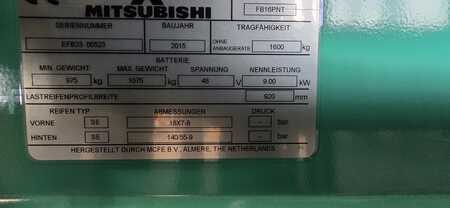 MITSUBISHI FB16PNT
SERIENNUMMER BAUJAHR TRAGFÄHIGKEIT
2015 OHNE ANBAUGERÄTE 1600 kg
BATTERIE
MIN. GEWICHT MAX. GEWICHT SPANNUNG NENNLEISTUNG
975 kg 1075 kg 48 V 9.00 kW
LASTREIFENPROFILBREITE 920 mm
REIFEN TYP ABMESSUNGEN DRUCK
VORNE SE 18X7-8 - bar
HINTEN SE 140/55-9 - bar
HERGESTELLT DURCH MCFE B.V., ALMERE, THE NETHERLANDS